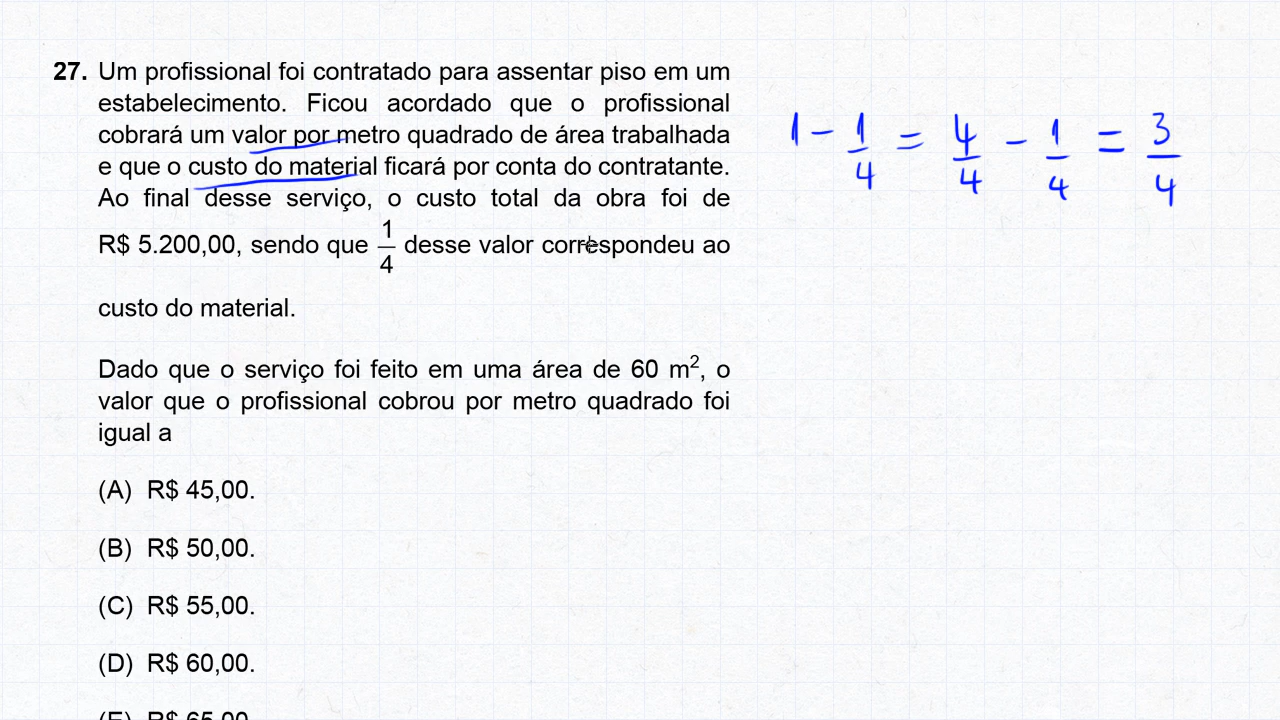 27. Um profissional foi contratado para assentar piso em um
estabelecimento. Ficou acordado que o profissional
cobrará um valor por metro quadrado de área trabalhada
e que o custo do material ficará por conta do contratante.
Ao final desse serviço, o custo total da obra foi de
R$ 5.200,00, sendo que 1/4 desse valor correspondeu ao
custo do material.
Dado que o serviço foi feito em uma área de 60 m², o
valor que o profissional cobrou por metro quadrado foi
igual a
(A) R$ 45,00.
(B) R$ 50,00.
(C) R$ 55,00.
(D) R$ 60,00.
(E) R$ 65,00
1 - 1/4 = 4/4 - 1/4 = 3/4